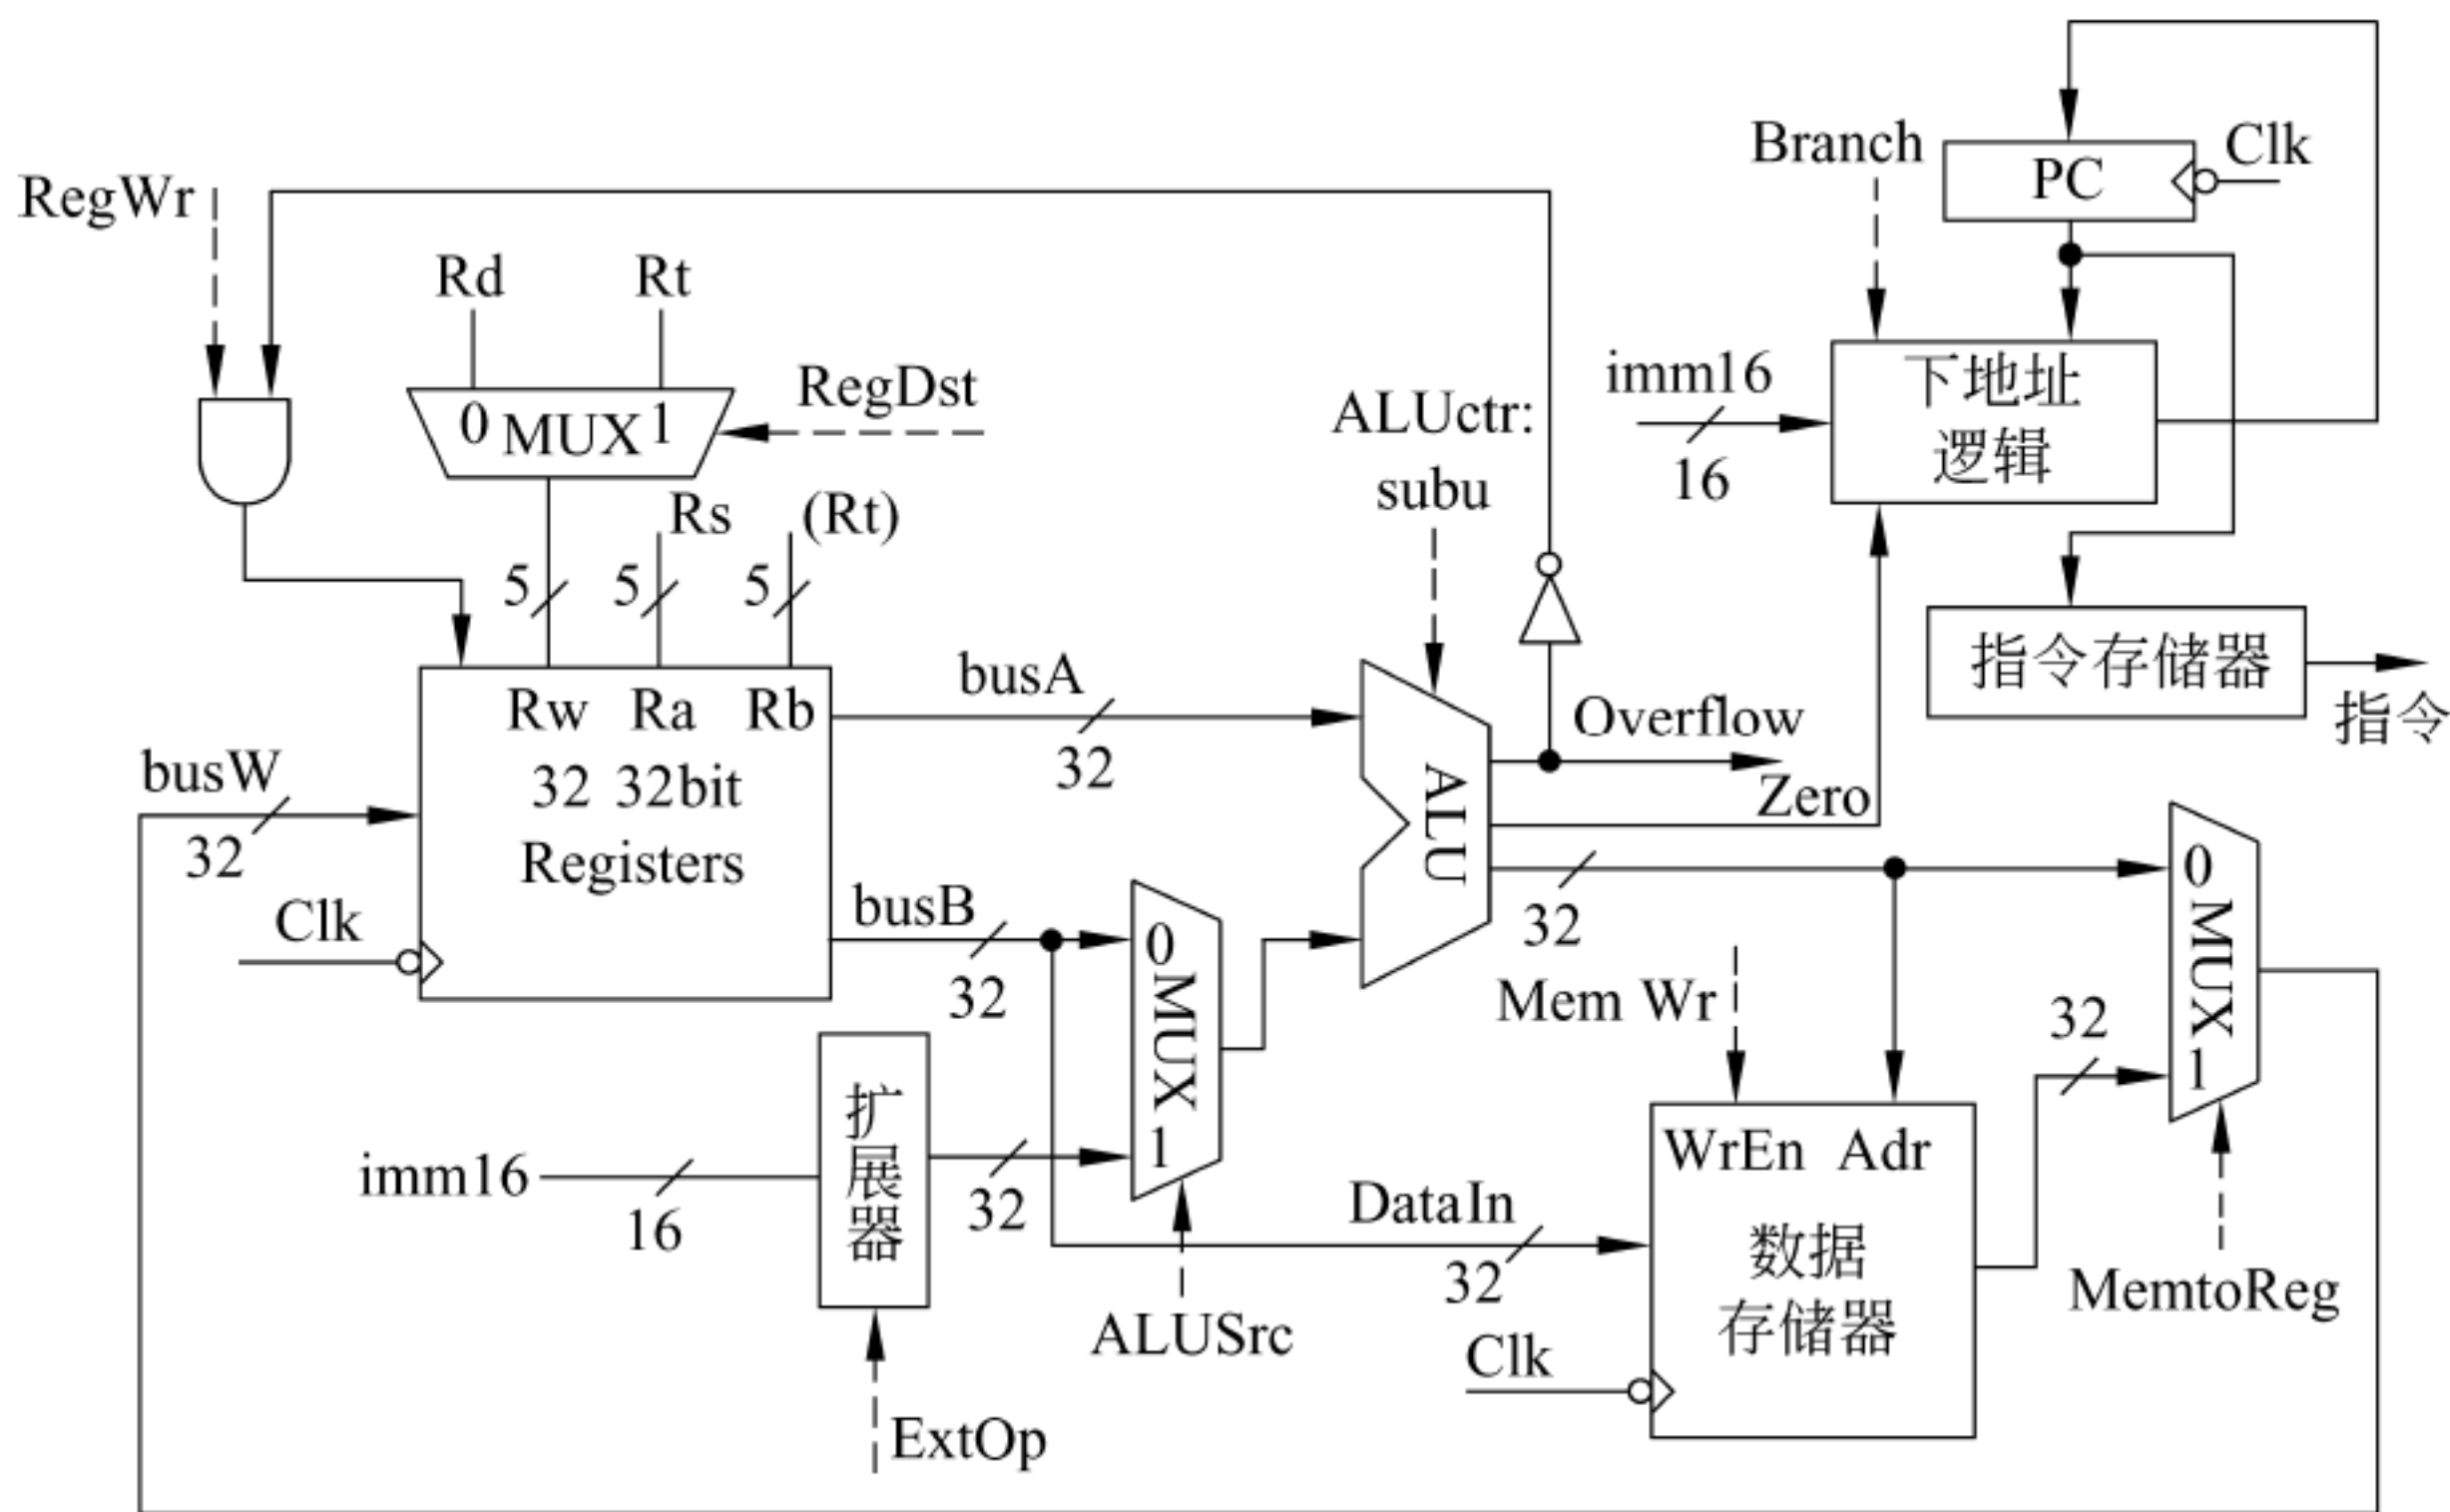 Branch
PC
Clk
RegWr
Rd
Rt
0 MUX 1
RegDst
imm16
16
下地址
逻辑
ALUctr:
subu
Rs
(Rt)
5
5
5
指令存储器
指令
Rw Ra Rb
32 32bit
Registers
busW
32
Clk
busA
32
busB
32
ALU
Overflow
Zero
32
0
MUX
1
0
MUX
1
32
imm16
16
扩展器
32
ExtOp
ALUSrc
Mem Wr
WrEn Adr
数据
存储器
DataIn
32
Clk
MemtoReg